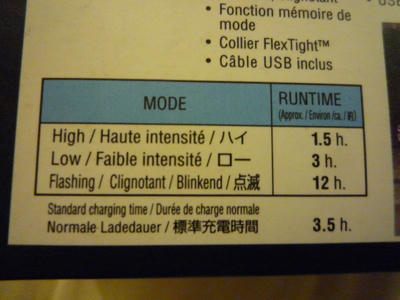 • Fonction mémoire de
mode
• Collier FlexTight™
• Câble USB inclus
MODE
RUNTIME
(Approx. / Environ /ca. / 約)
High / Haute intensité / ハイ 1.5 h.
Low / Faible intensité / ロー 3 h.
Flashing / Clignotant / Blinkend / 点滅 12 h.
Standard charging time / Durée de charge normale
Normale Ladedauer / 標準充電時間 3.5 h.